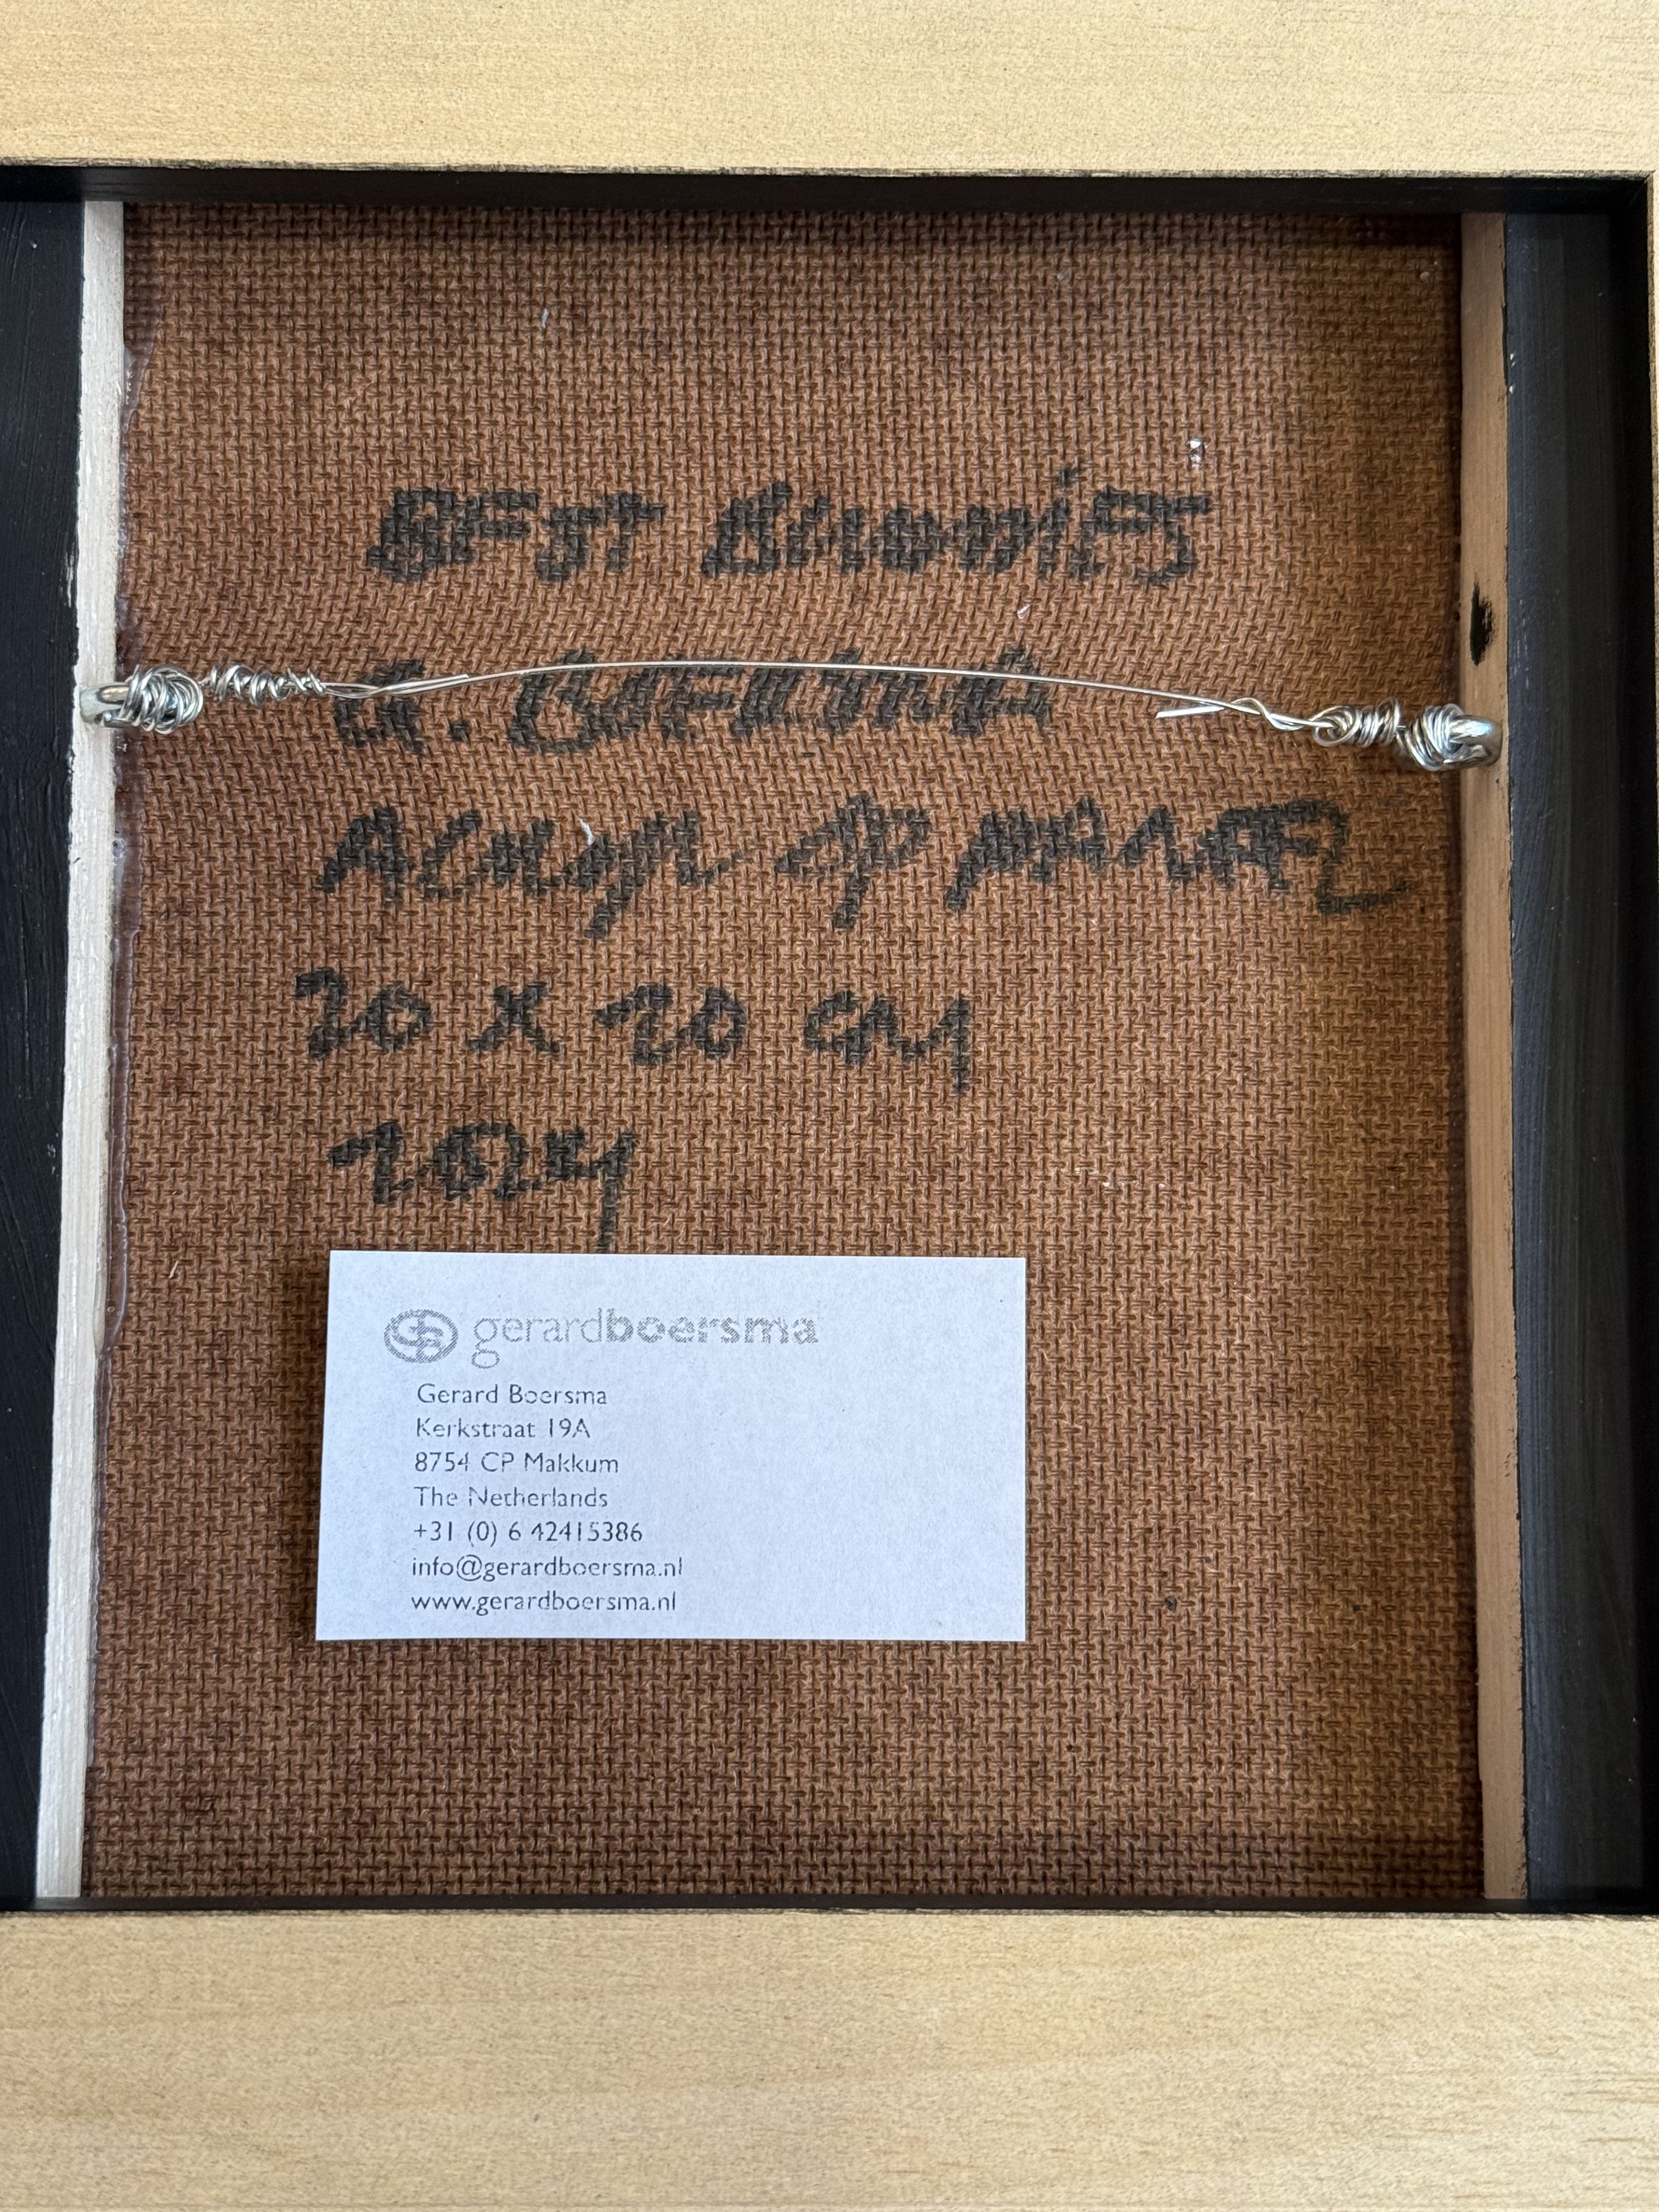 BEST BUDDiES
G. BOERSMA
ACRYL OP PANEEL
20 X 20 CM
2024
gerardboersma
Gerard Boersma
Kerkstraat 19A
8754 CP Makkum
The Netherlands
+31 (0) 6 42415386
info@gerardboersma.nl
www.gerardboersma.nl